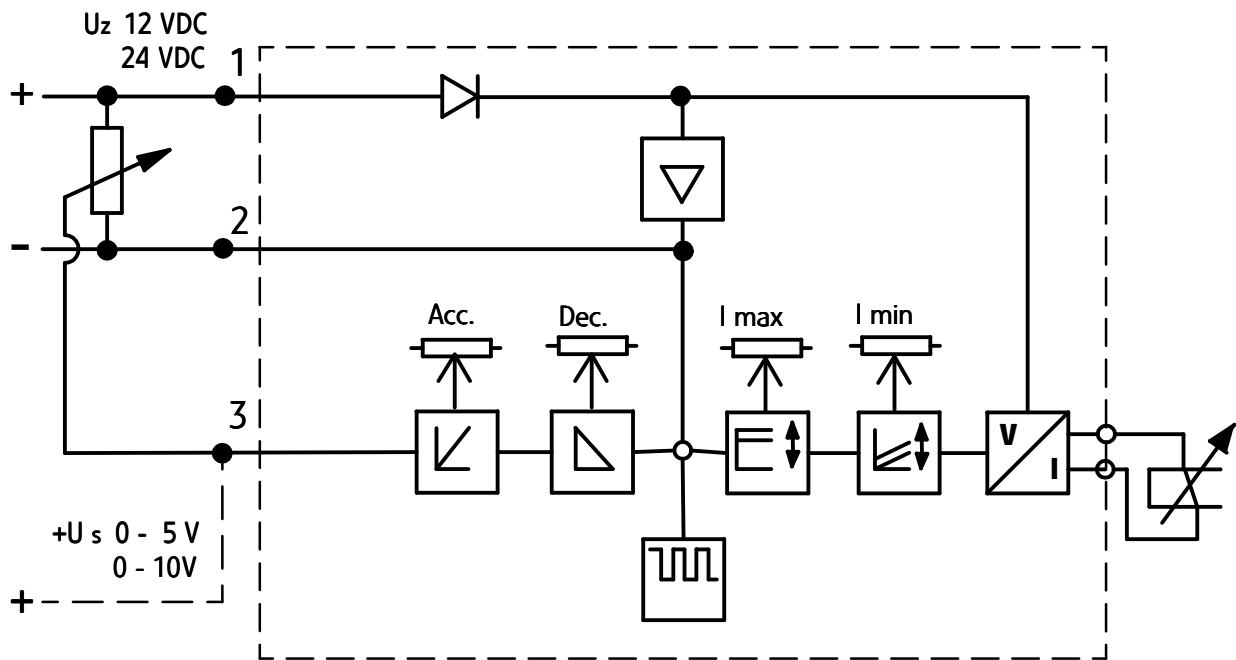 Uz 12 VDC
24 VDC
1
+
2
-
Acc.
Dec.
I max
I min
3
V
I
+U s 0 - 5 V
0 - 10V
+